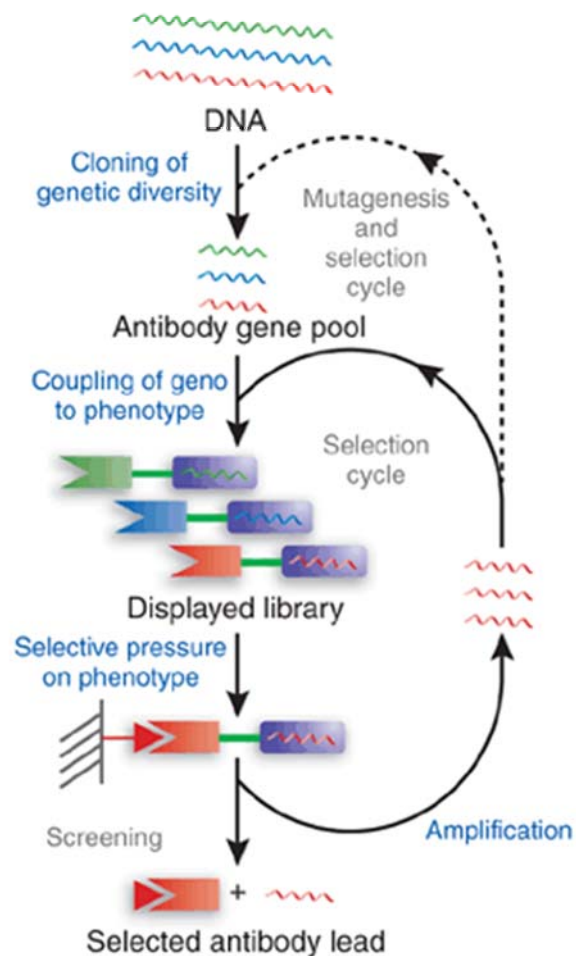 DNA
Cloning of
genetic diversity
Mutagenesis
and
selection
cycle
Antibody gene pool
Coupling of geno
to phenotype
Selection
cycle
Displayed library
Selective pressure
on phenotype
Amplification
Screening
+
Selected antibody lead